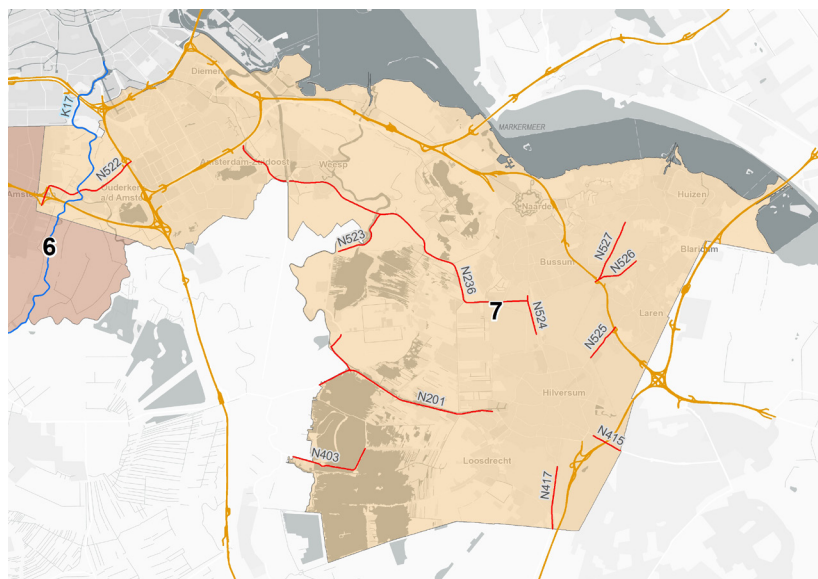 Diemen
K17
MARKERMEER
Amsterdam-Zuidoost
Weesp
N522
Ouderkerk
a/d Amstel
Huizen
Naarden
6
N523
N527
Bussum
N526
Blaricum
N236
7
N524
Laren
N525
Hilversum
N201
N415
N403
Loosdrecht
N417